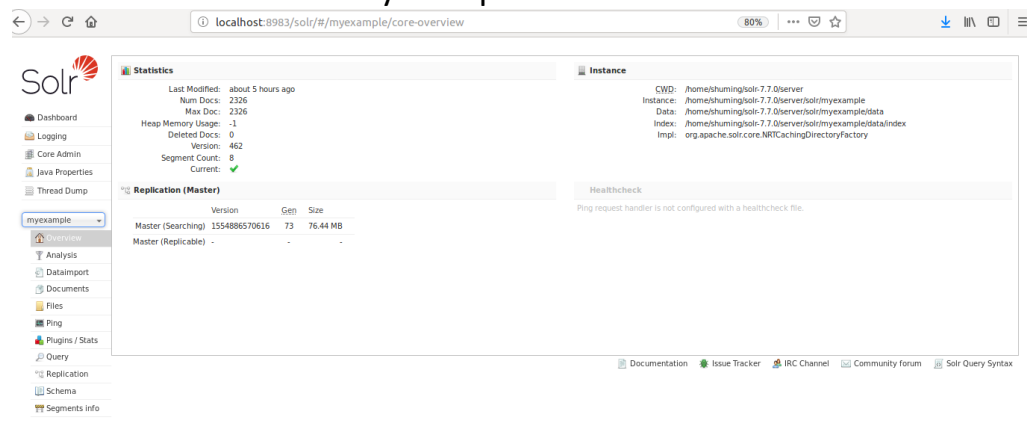 localhost:8983/solr/#/myexample/core-overview
80%
Solr
Dashboard
Logging
Core Admin
Java Properties
Thread Dump
myexample
Overview
Analysis
Dataimport
Documents
Files
Ping
Plugins / Stats
Query
Replication
Schema
Segments info
Statistics
Last Modified: about 5 hours ago
Num Docs: 2326
Max Doc: 2326
Heap Memory Usage: -1
Deleted Docs: 0
Version: 462
Segment Count: 8
Current:
Instance
CWD: /home/shuming/solr-7.7.0/server
Instance: /home/shuming/solr-7.7.0/server/solr/myexample
Data: /home/shuming/solr-7.7.0/server/solr/myexample/data
Index: /home/shuming/solr-7.7.0/server/solr/myexample/data/index
Impl: org.apache.solr.core.NRTCachingDirectoryFactory
Replication (Master)
Version Gen Size
Master (Searching) 1554886570616 73 76.44 MB
Master (Replicable) - - -
Healthcheck
Ping request handler is not configured with a healthcheck file.
Documentation Issue Tracker IRC Channel Community forum Solr Query Syntax